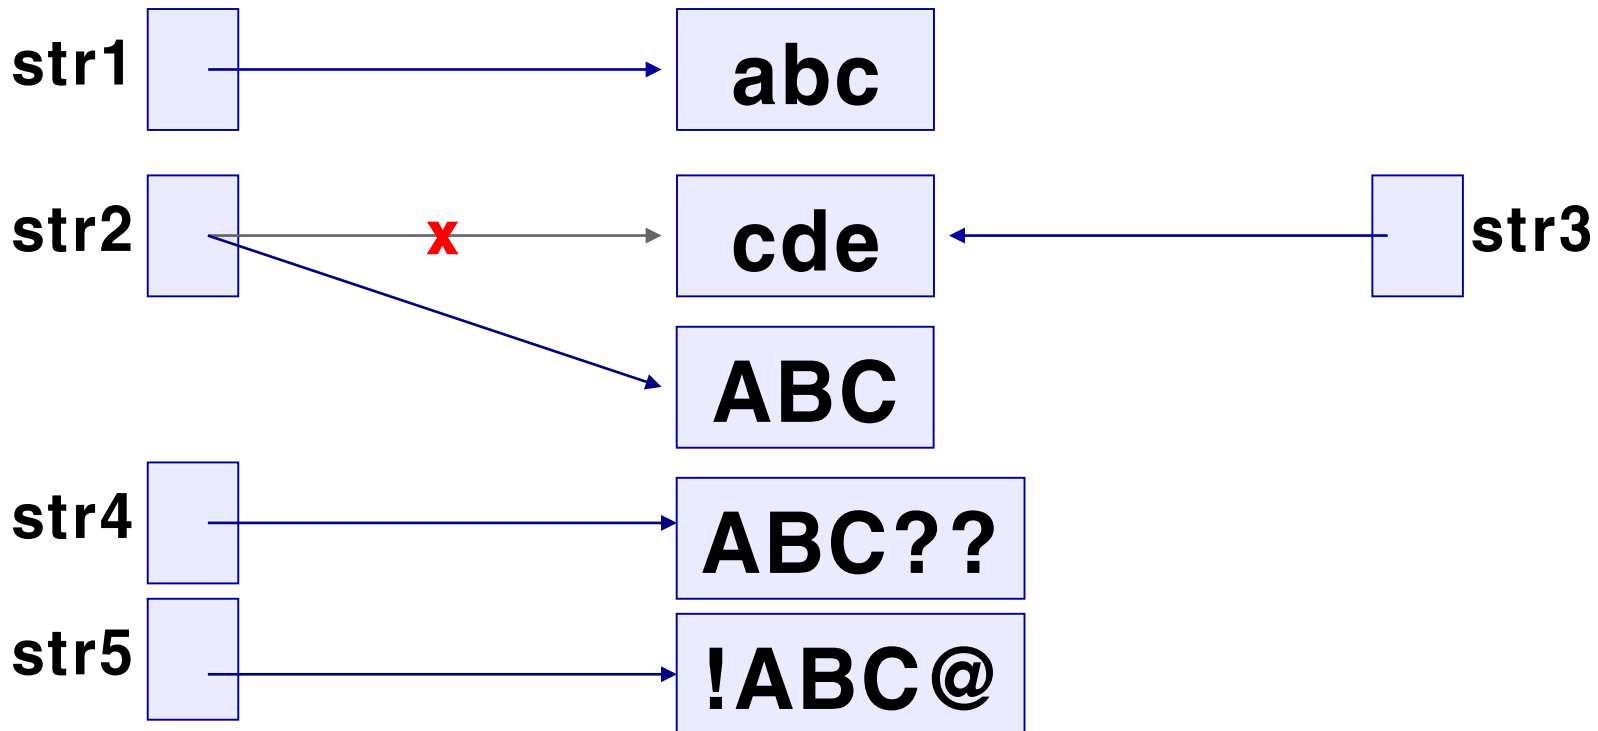 str1 abc
str2 x cde str3
ABC
str4 ABC??
str5 !ABC@